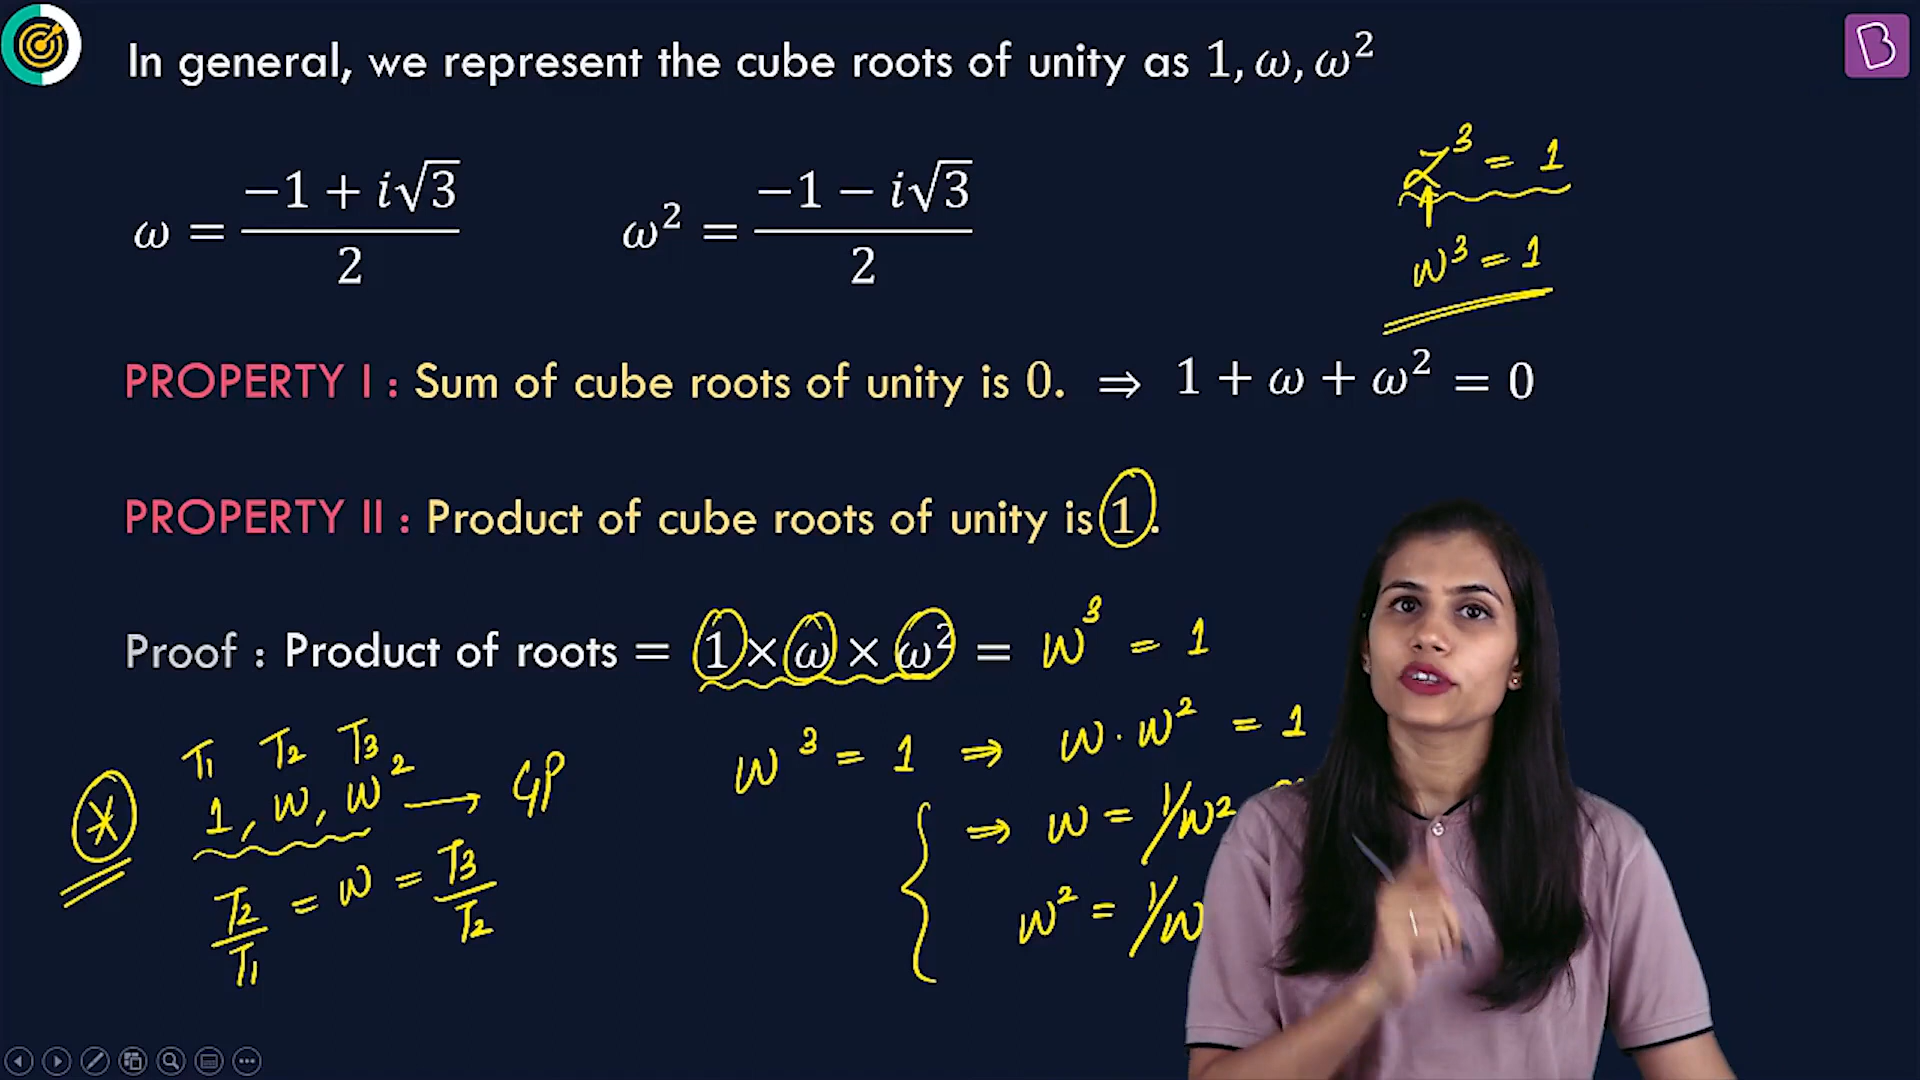 In general, we represent the cube roots of unity as 1, ω, ω²
z³ = 1
ω = (−1 + i√3)/2    ω² = (−1 − i√3)/2
w³ = 1
PROPERTY I : Sum of cube roots of unity is 0. ⇒ 1 + ω + ω² = 0
PROPERTY II : Product of cube roots of unity is 1.
Proof : Product of roots = 1 × ω × ω² = w³ = 1
T₁ T₂ T₃
1, w, w² → GP
T₂/T₁ = w = T₃/T₂
w³ = 1 ⇒ w · w² = 1
⇒ w = 1/w²
w² = 1/w